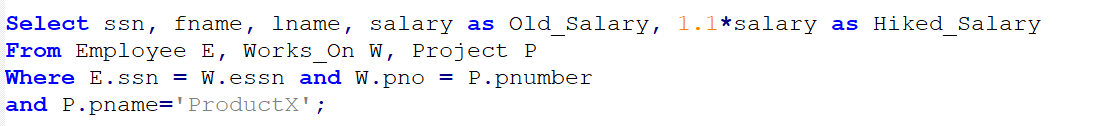 Select ssn, fname, lname, salary as Old_Salary, 1.1*salary as Hiked_Salary
From Employee E, Works_On W, Project P
Where E.ssn = W.essn and W.pno = P.pnumber
and P.pname='ProductX';